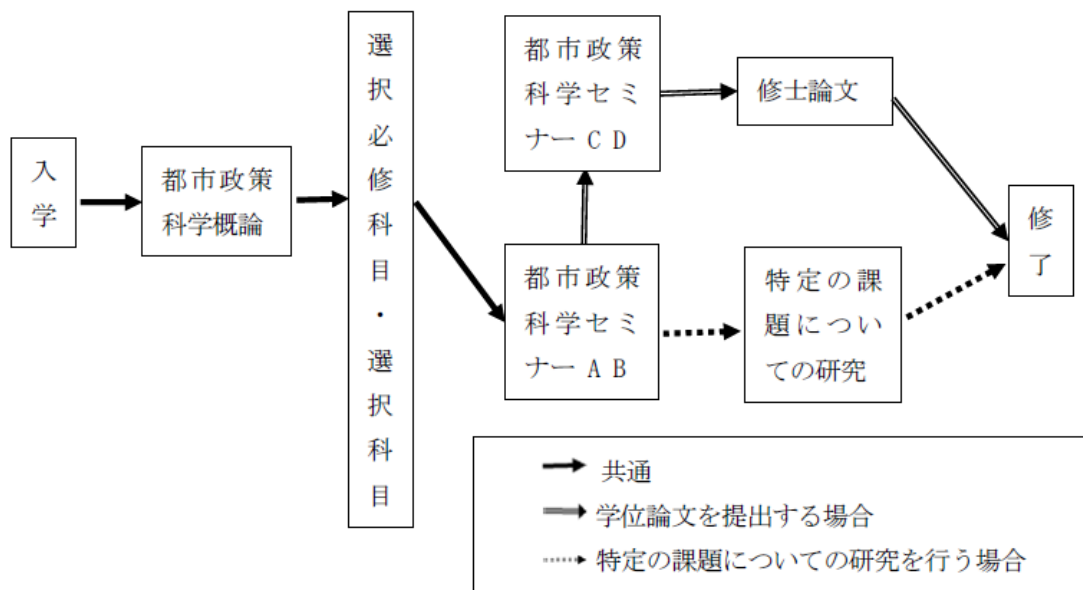 入
学
都市政策
科学概論
選
択
必
修
科
目
・
選
択
科
目
都市政策
科学セミ
ナーＣＤ
修士論文
都市政策
科学セミ
ナーＡＢ
特定の課
題につい
ての研究
修
了
共通
学位論文を提出する場合
特定の課題についての研究を行う場合